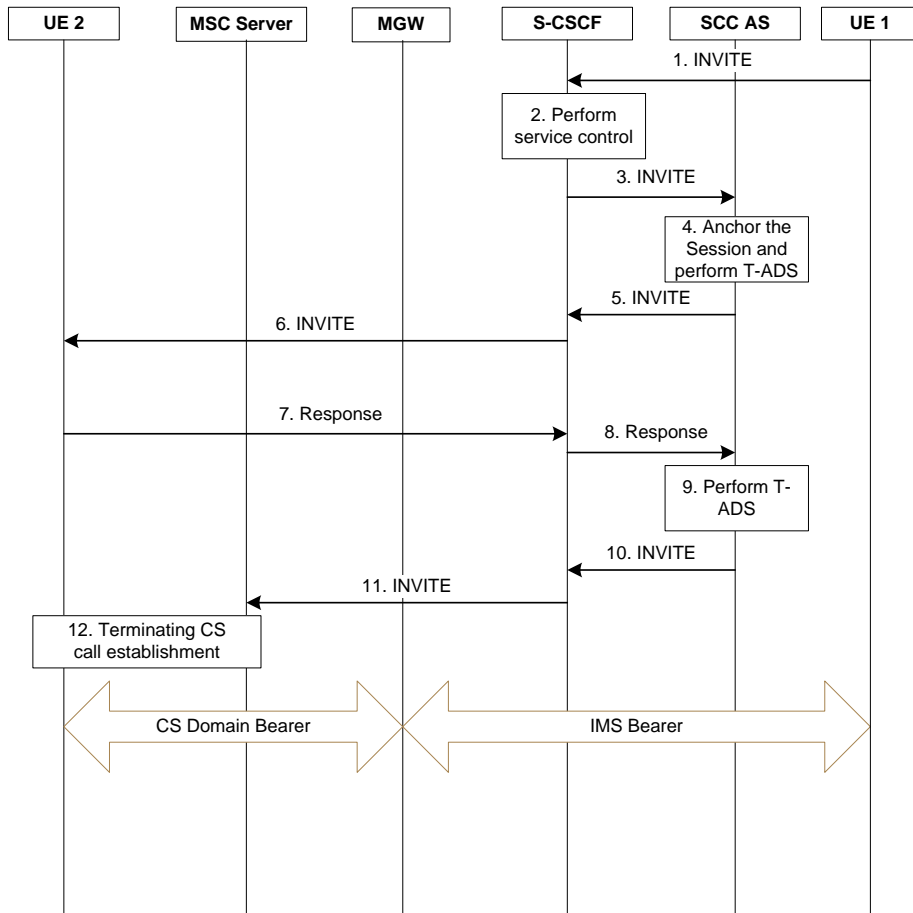 UE 2
MSC Server
MGW
S-CSCF
SCC AS
UE 1
1. INVITE
2. Perform
service control
3. INVITE
4. Anchor the
Session and
perform T-ADS
5. INVITE
6. INVITE
7. Response
8. Response
9. Perform T-
ADS
10. INVITE
11. INVITE
12. Terminating CS
call establishment
CS Domain Bearer
IMS Bearer